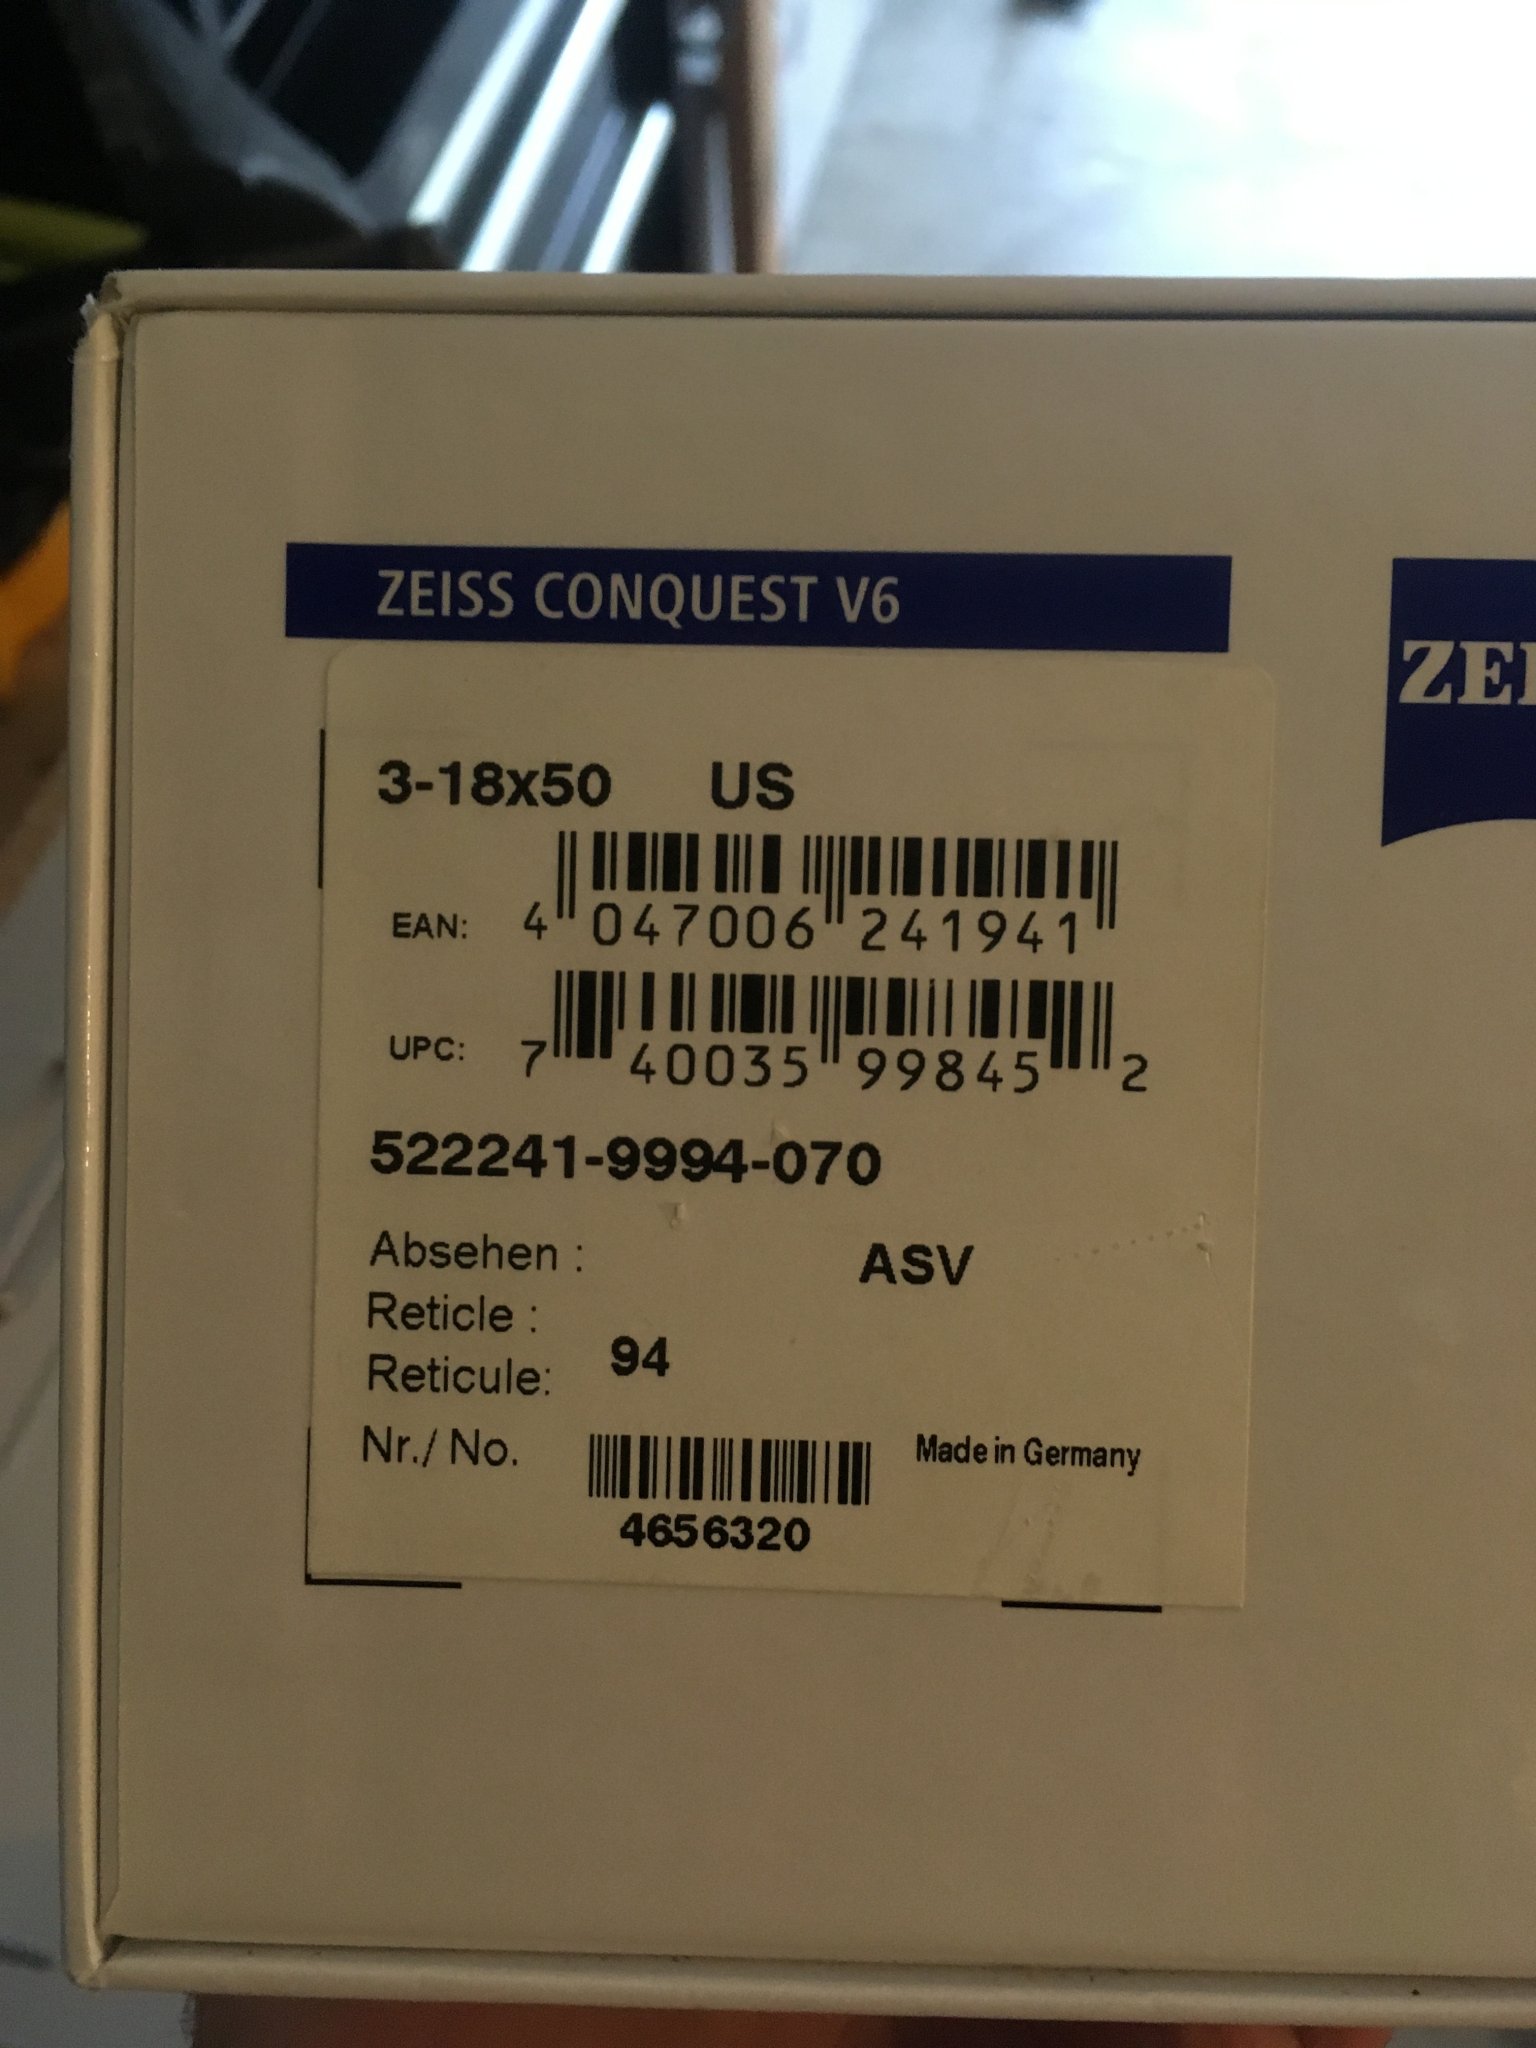 ZEISS CONQUEST V6
ZEI
3-18x50 US
EAN: 4 047006 241941
UPC: 7 40035 99845 2
522241-9994-070
Absehen : ASV
Reticle :
94
Reticule:
Nr./ No. Made in Germany
4656320